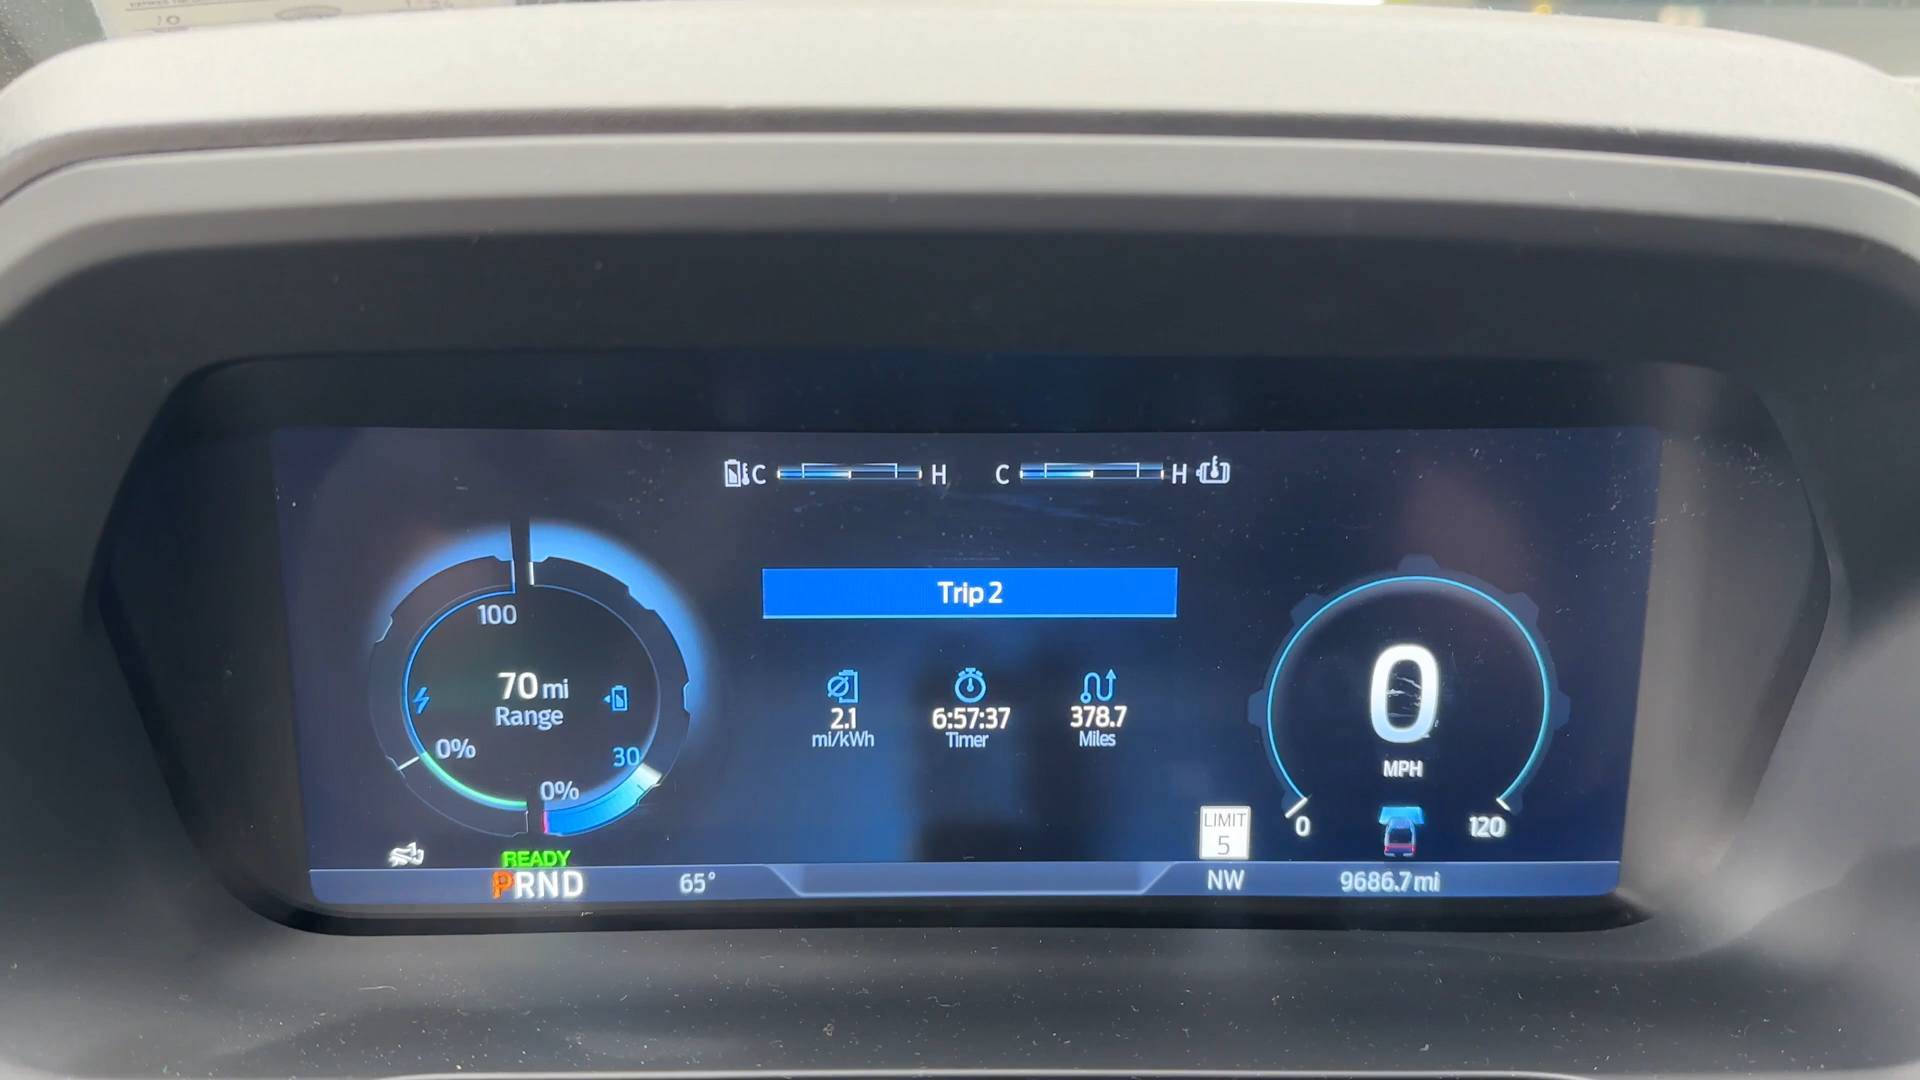 10
C H C H
Trip 2
100
70 mi
Range
0%
30
0%
2.1
mi/kWh
6:57:37
Timer
378.7
Miles
0
MPH
0
120
LIMIT
5
READY
PRND
65°
NW
9686.7 mi